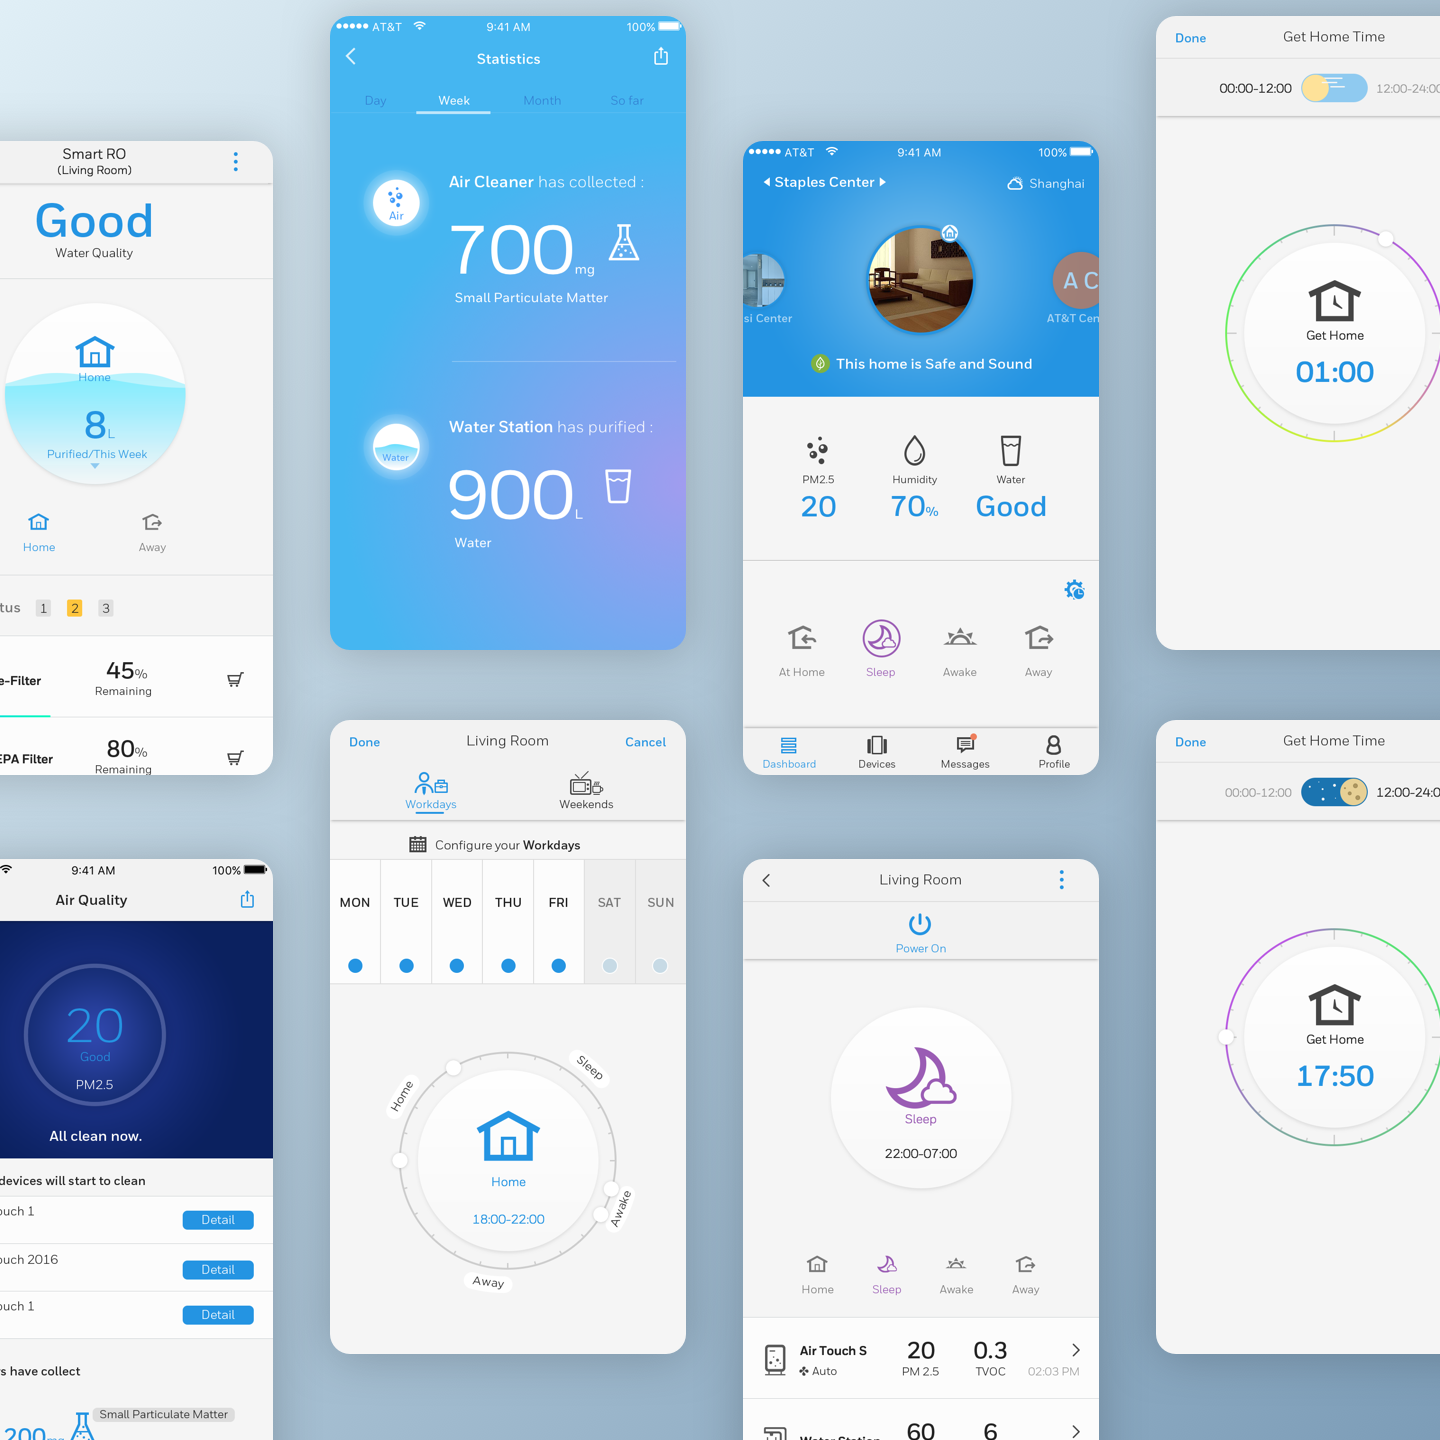 Smart RO
(Living Room)
Good
Water Quality
Home
8L
Purified/This Week
Home
Away
1 2 3
45%
Remaining
80%
EPA Filter
Remaining
9:41 AM 100%
Air Quality
20
Good
PM2.5
All clean now.
devices will start to clean
ouch 1
Detail
ouch 2016
Detail
ouch 1
Detail
have collect
Small Particulate Matter
200mg
AT&T 9:41 AM 100%
Statistics
Day Week Month So far
Air Cleaner has collected :
Air
700mg
Small Particulate Matter
Water Station has purified :
Water
900L
Water
Done Living Room Cancel
Workdays Weekends
Configure your Workdays
MON TUE WED THU FRI SAT SUN
Sleep
Home
Home
18:00-22:00
Awake
Away
AT&T 9:41 AM 100%
Staples Center Shanghai
A C
si Center
AT&T Cen
This home is Safe and Sound
PM2.5 Humidity Water
20 70% Good
At Home Sleep Awake Away
Dashboard Devices Messages Profile
Living Room
Power On
Sleep
22:00-07:00
Home Sleep Awake Away
Air Touch S 20 0.3
Auto PM 2.5 TVOC 02:03 PM
Water Station 60 6
Done Get Home Time
00:00-12:00 12:00-24:00
Get Home
01:00
Done Get Home Time
00:00-12:00 12:00-24:0
Get Home
17:50